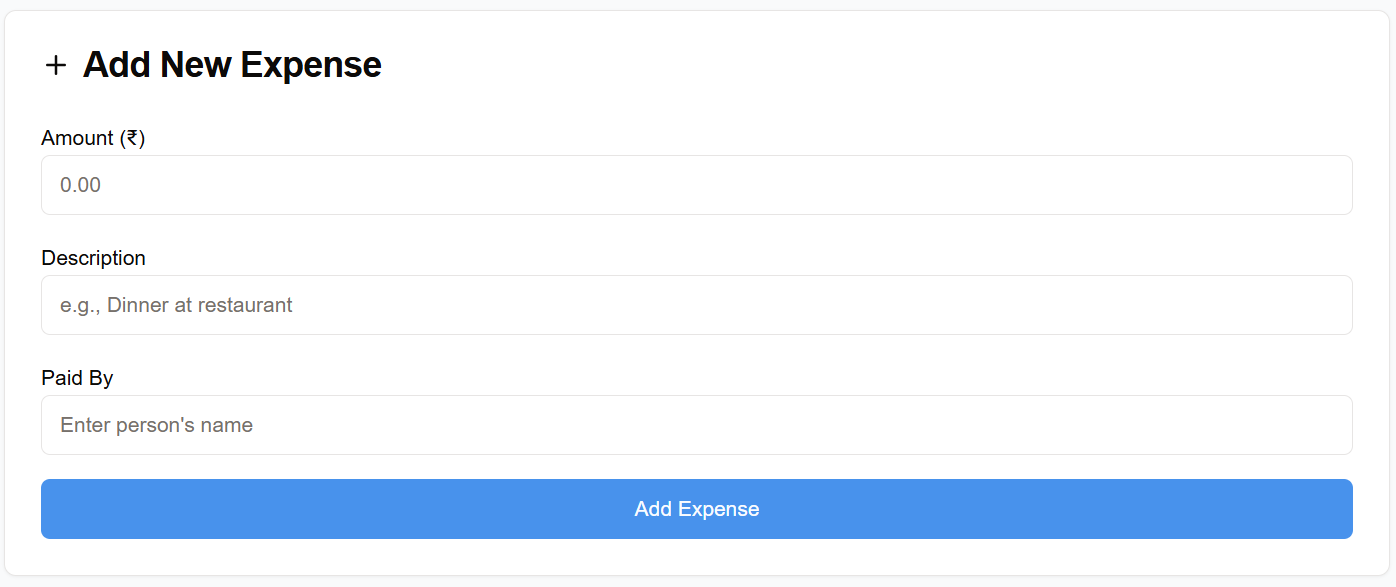 + Add New Expense
Amount (₹)
0.00
Description
e.g., Dinner at restaurant
Paid By
Enter person's name
Add Expense